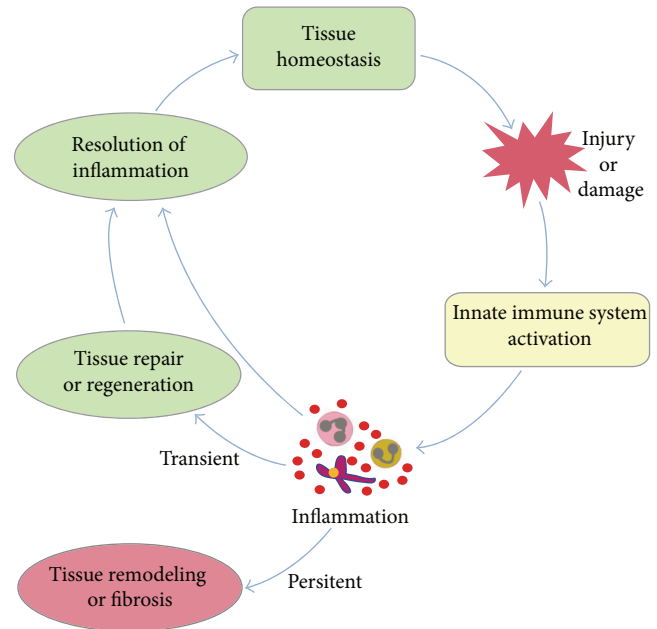 Tissue
homeostasis
Injury
or
damage
Resolution of
inflammation
Innate immune system
activation
Tissue repair
or regeneration
Transient
Inflammation
Tissue remodeling
or fibrosis
Persitent